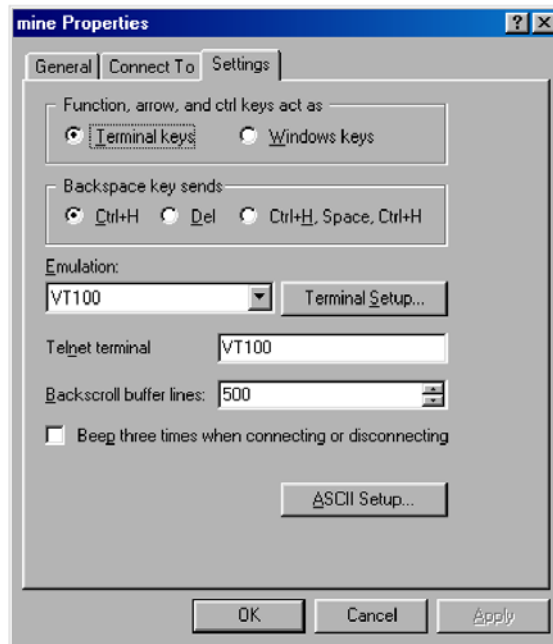 mine Properties
General Connect To Settings
Function, arrow, and ctrl keys act as
Terminal keys Windows keys
Backspace key sends
Ctrl+H Del Ctrl+H, Space, Ctrl+H
Emulation:
VT100 Terminal Setup...
Telnet terminal VT100
Backscroll buffer lines: 500
Beep three times when connecting or disconnecting
ASCII Setup...
OK Cancel Apply